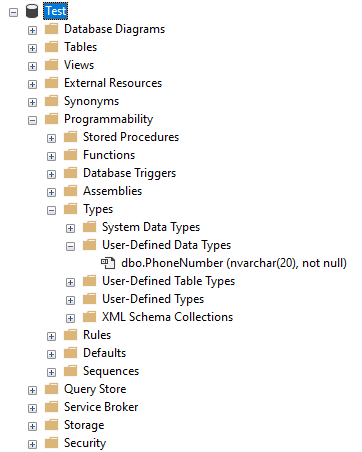 Test
Database Diagrams
Tables
Views
External Resources
Synonyms
Programmability
Stored Procedures
Functions
Database Triggers
Assemblies
Types
System Data Types
User-Defined Data Types
dbo.PhoneNumber (nvarchar(20), not null)
User-Defined Table Types
User-Defined Types
XML Schema Collections
Rules
Defaults
Sequences
Query Store
Service Broker
Storage
Security